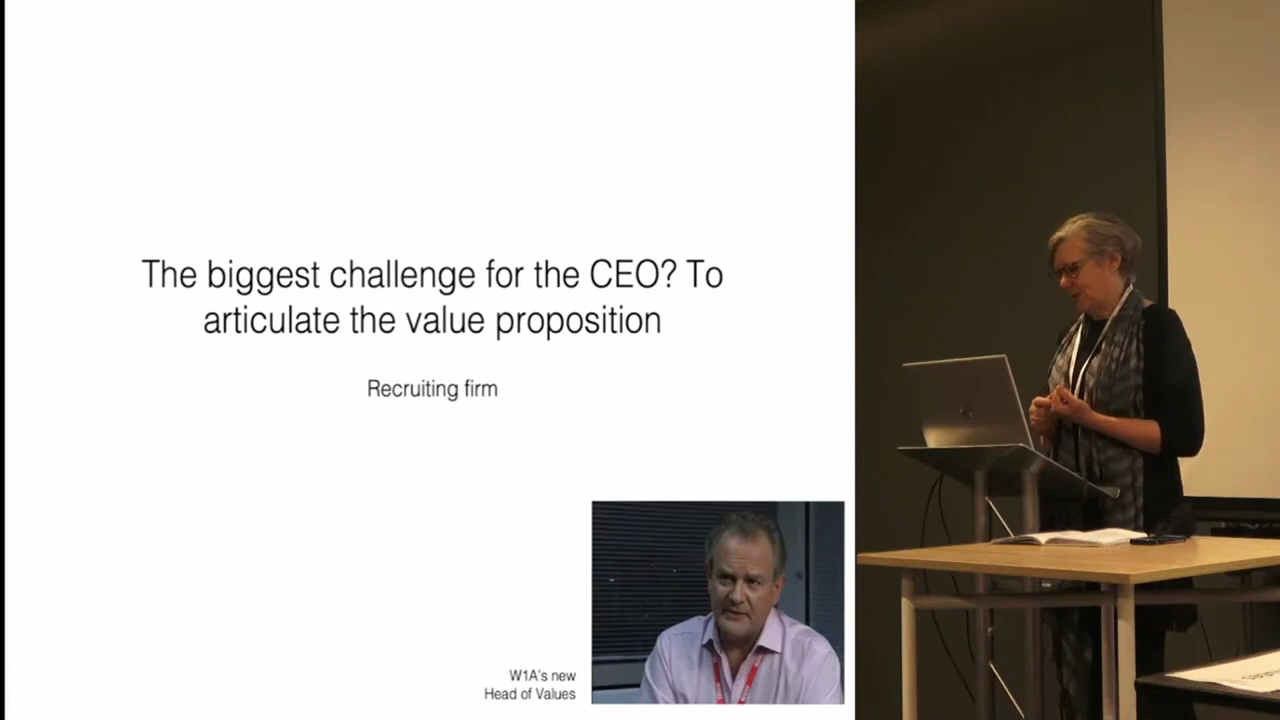 The biggest challenge for the CEO? To
articulate the value proposition
Recruiting firm
W1A's new
Head of Values